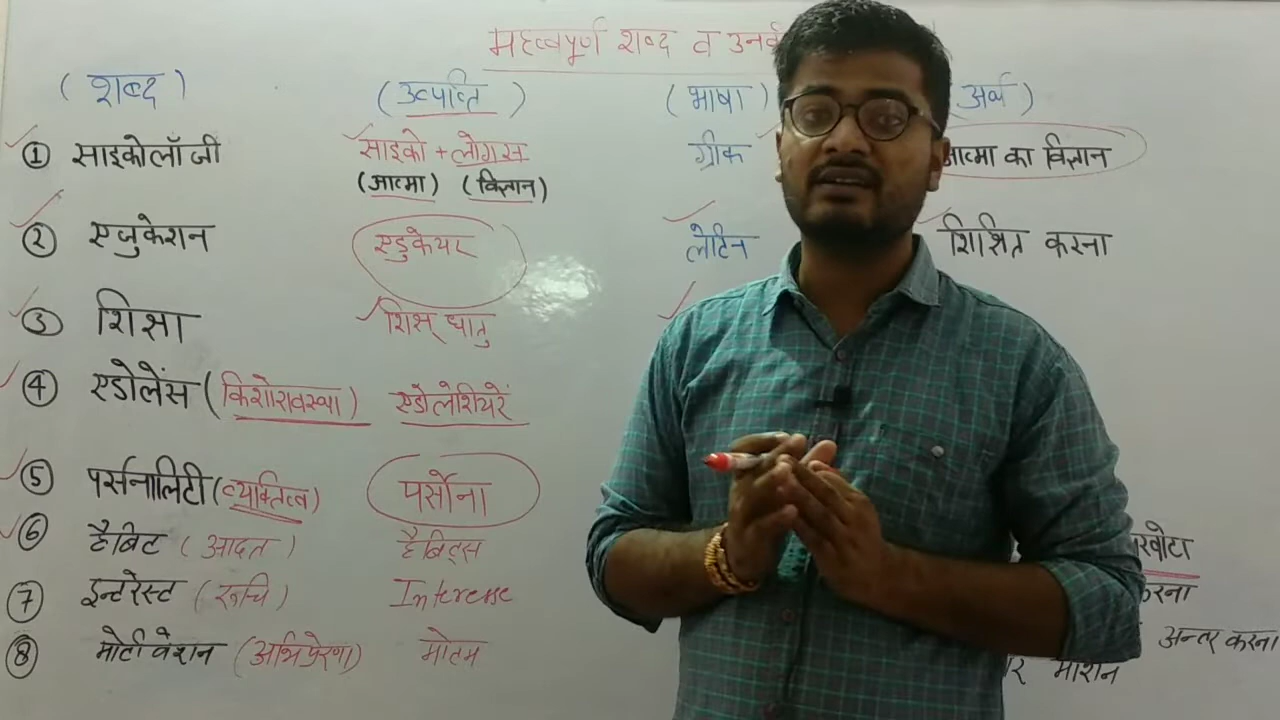 महत्वपूर्ण शब्द व उनके
(शब्द) (उत्पत्ति) (भाषा) (अर्थ)
① साइकोलॉजी साइको + लोगस ग्रीक आत्मा का विज्ञान
(आत्मा) (विज्ञान)
② एजुकेशन एडुकेयर लेटिन शिक्षित करना
③ शिक्षा शिक्ष् धातु
④ एडोलेंस (किशोरावस्था) एडोलेशियरें
⑤ पर्सनालिटी (व्यक्तित्व) पर्सोना
⑥ हैबिट (आदत) हैबिट्स
⑦ इन्टरेस्ट (रूचि) Interesse करना
⑧ मोटीवेशन (अभिप्रेरणा) मोटम अन्तर करना
मोशन